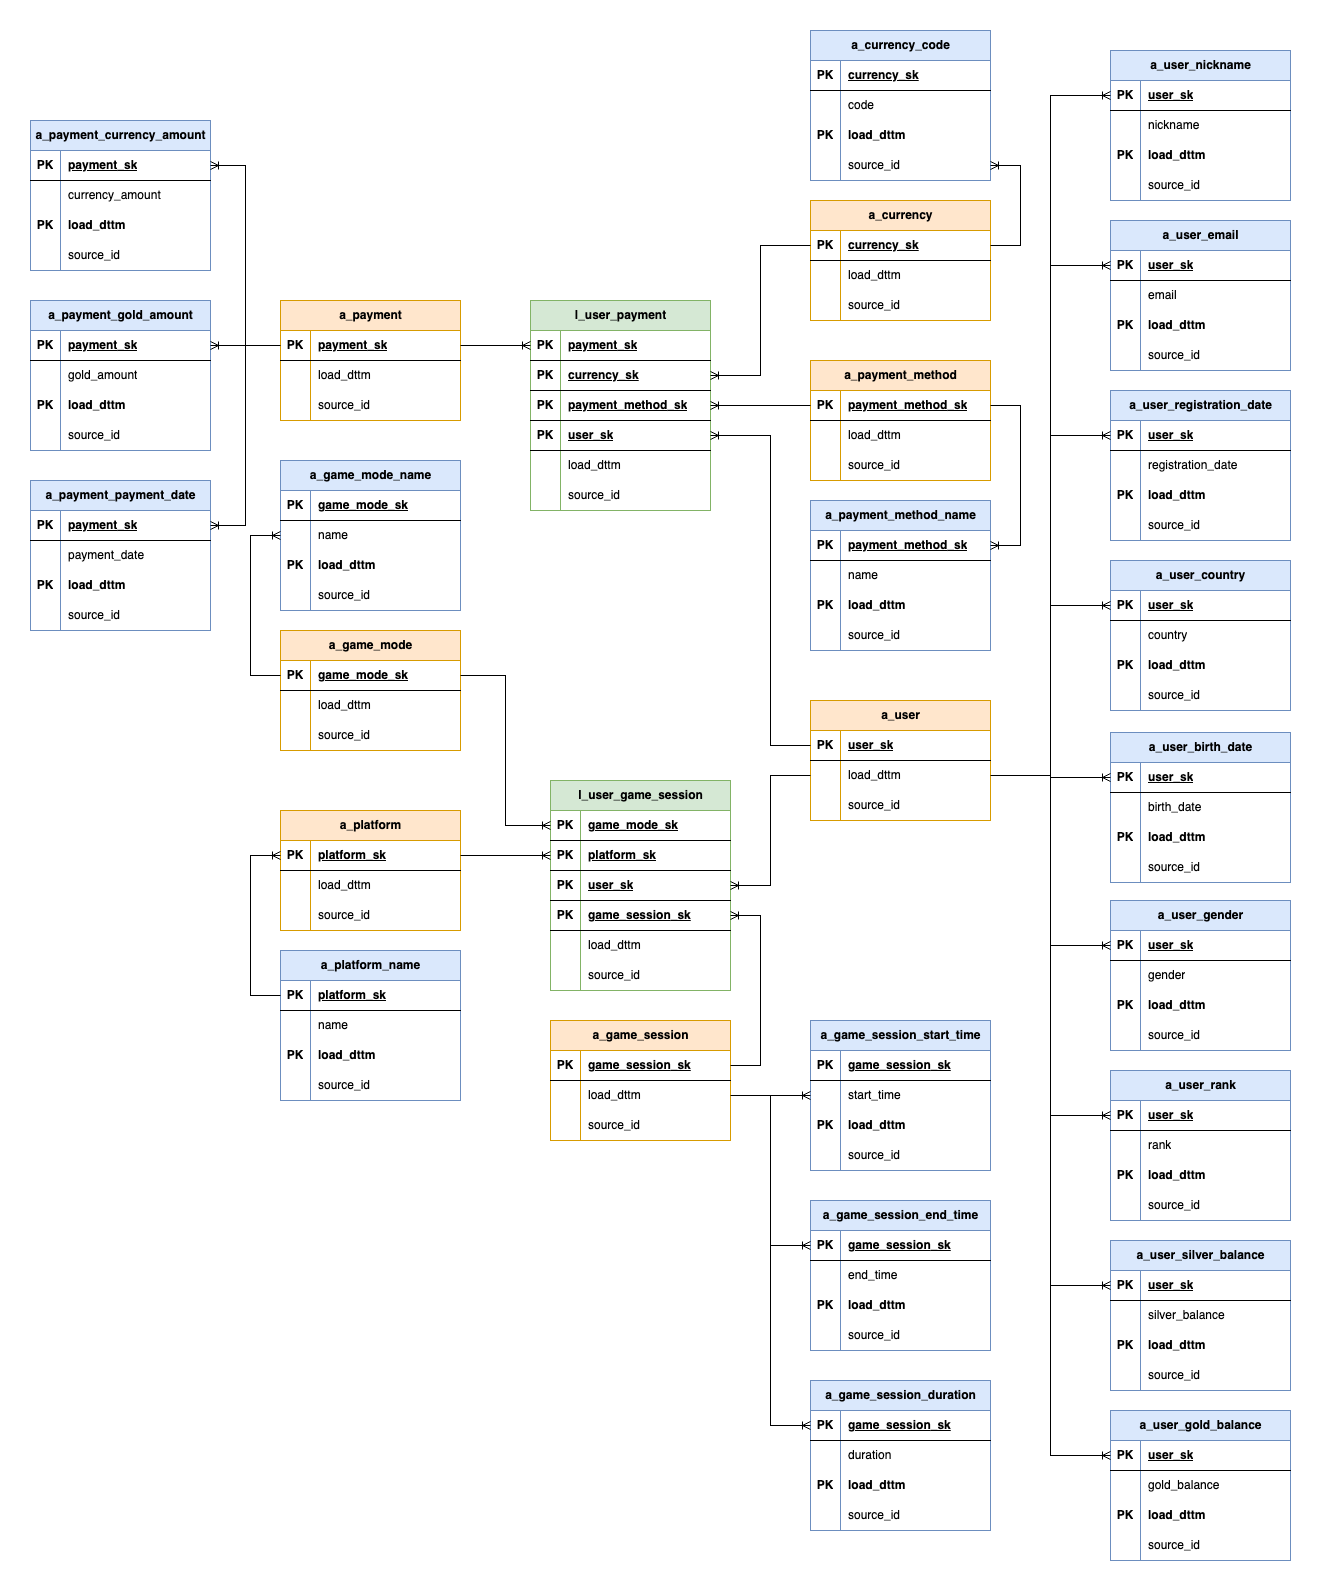 a_payment_currency_amount
PK payment_sk
currency_amount
PK load_dttm
source_id
a_payment_gold_amount
PK payment_sk
gold_amount
PK load_dttm
source_id
a_payment_payment_date
PK payment_sk
payment_date
PK load_dttm
source_id
a_payment
PK payment_sk
load_dttm
source_id
a_game_mode_name
PK game_mode_sk
name
PK load_dttm
source_id
a_game_mode
PK game_mode_sk
load_dttm
source_id
a_platform
PK platform_sk
load_dttm
source_id
a_platform_name
PK platform_sk
name
PK load_dttm
source_id
l_user_payment
PK payment_sk
PK currency_sk
PK payment_method_sk
PK user_sk
load_dttm
source_id
l_user_game_session
PK game_mode_sk
PK platform_sk
PK user_sk
PK game_session_sk
load_dttm
source_id
a_game_session
PK game_session_sk
load_dttm
source_id
a_currency_code
PK currency_sk
code
PK load_dttm
source_id
a_currency
PK currency_sk
load_dttm
source_id
a_payment_method
PK payment_method_sk
load_dttm
source_id
a_payment_method_name
PK payment_method_sk
name
PK load_dttm
source_id
a_user
PK user_sk
load_dttm
source_id
a_game_session_start_time
PK game_session_sk
start_time
PK load_dttm
source_id
a_game_session_end_time
PK game_session_sk
end_time
PK load_dttm
source_id
a_game_session_duration
PK game_session_sk
duration
PK load_dttm
source_id
a_user_nickname
PK user_sk
nickname
PK load_dttm
source_id
a_user_email
PK user_sk
email
PK load_dttm
source_id
a_user_registration_date
PK user_sk
registration_date
PK load_dttm
source_id
a_user_country
PK user_sk
country
PK load_dttm
source_id
a_user_birth_date
PK user_sk
birth_date
PK load_dttm
source_id
a_user_gender
PK user_sk
gender
PK load_dttm
source_id
a_user_rank
PK user_sk
rank
PK load_dttm
source_id
a_user_silver_balance
PK user_sk
silver_balance
PK load_dttm
source_id
a_user_gold_balance
PK user_sk
gold_balance
PK load_dttm
source_id